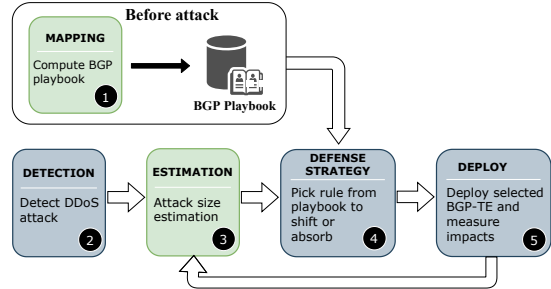 Before attack
MAPPING
Compute BGP
playbook
1
BGP Playbook
DETECTION
Detect DDoS
attack
2
ESTIMATION
Attack size
estimation
3
DEFENSE
STRATEGY
Pick rule from
playbook to
shift or
absorb
4
DEPLOY
Deploy selected
BGP-TE and
measure
impacts
5